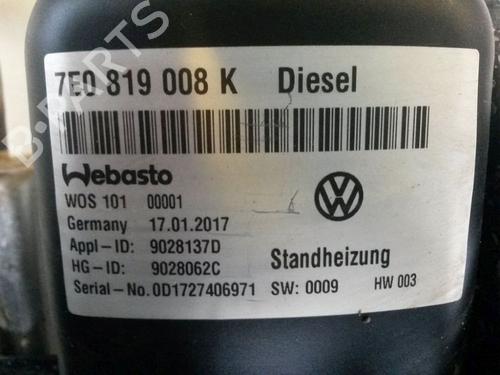 7E0 819 008 K Diesel
Webasto
WOS 101 00001
Germany 17.01.2017
Appl-ID: 9028137D
HG-ID: 9028062C
Serial-No. 0D1727406971
VW
Standheizung
SW: 0009 HW 003
B-PARTS